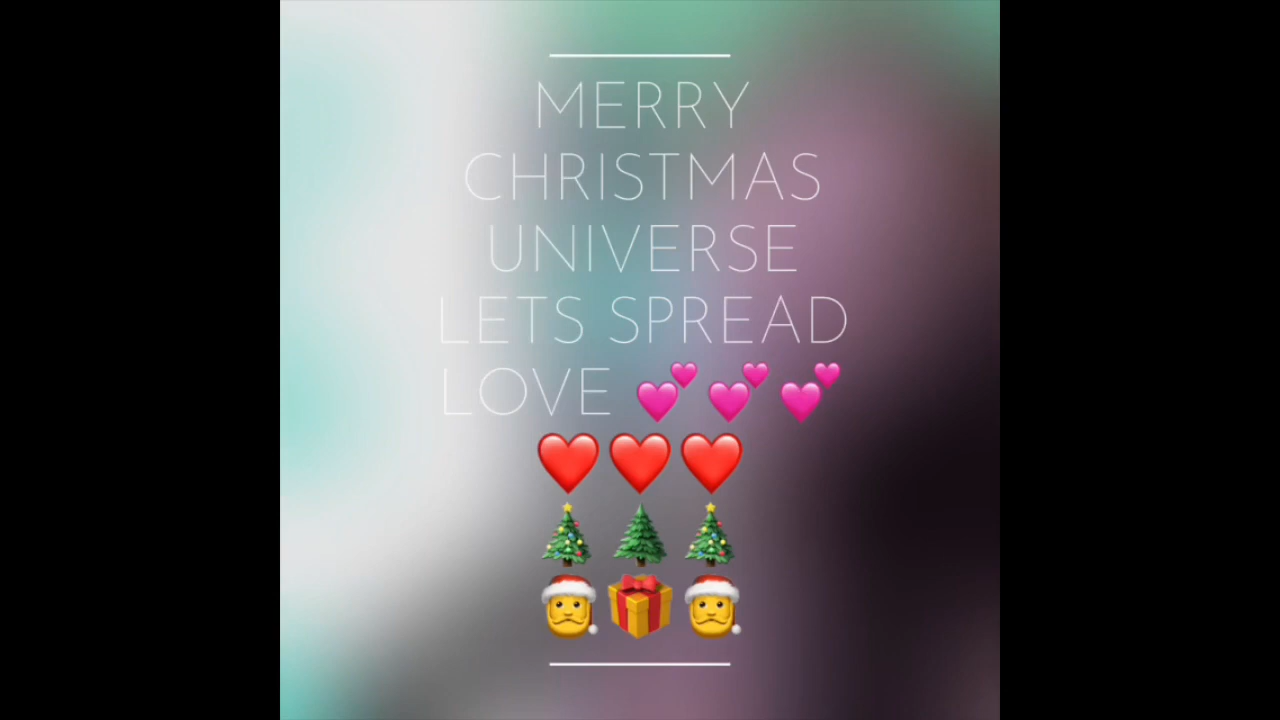 MERRY
CHRISTMAS
UNIVERSE
LETS SPREAD
LOVE 💕 💕 💕
❤️❤️❤️
🎄🌲🎄
🎅🎁🎅